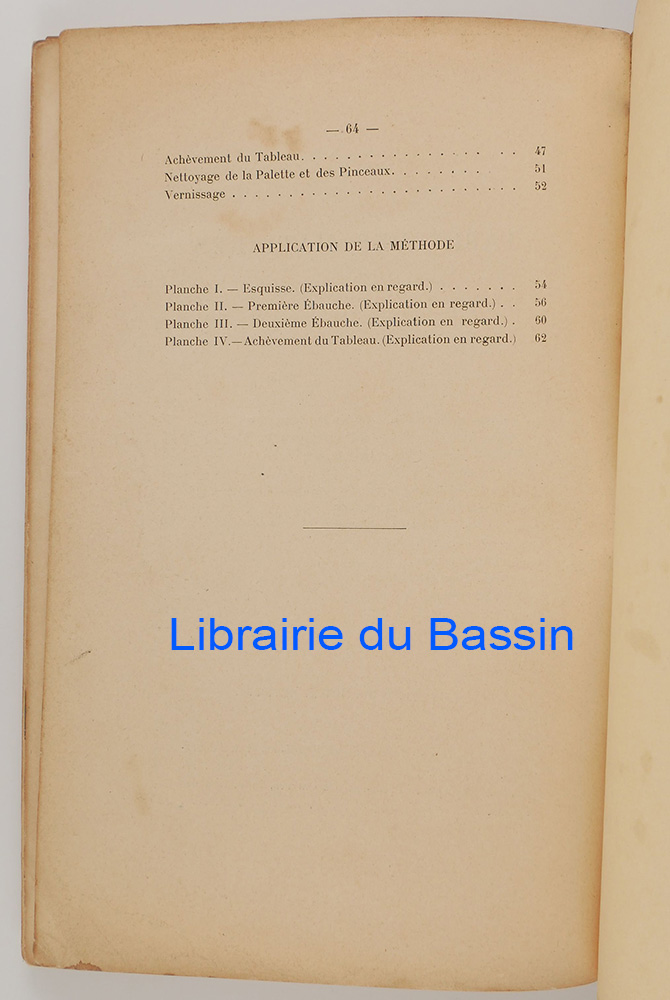 — 64 —
Achèvement du Tableau. . . . . . . . . . . . . . . . . . . 47
Nettoyage de la Palette et des Pinceaux. . . . . . . . . 51
Vernissage . . . . . . . . . . . . . . . . . . . . . . . . . . 52
APPLICATION DE LA MÉTHODE
Planche I. — Esquisse. (Explication en regard.) . . . . . . . 54
Planche II. — Première Ébauche. (Explication en regard.) . . 56
Planche III. — Deuxième Ébauche. (Explication en regard.) . 60
Planche IV.—Achèvement du Tableau. (Explication en regard.) 62
Librairie du Bassin